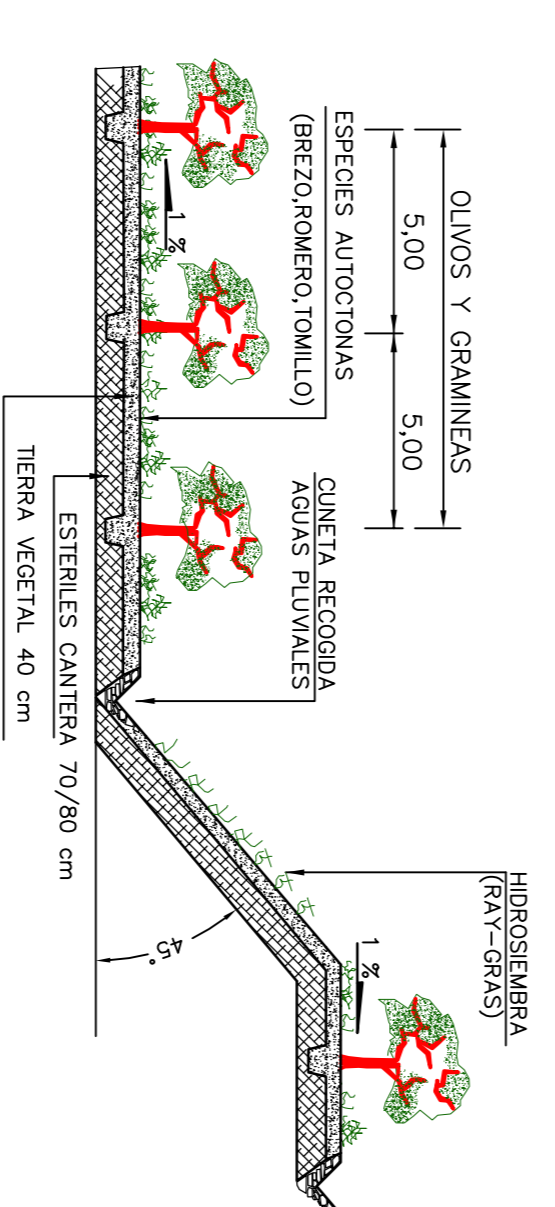 OLIVOS Y GRAMINEAS
5,00
5,00
ESPECIES AUTOCTONAS
(BREZO,ROMERO,TOMILLO)
1 %
CUNETA RECOGIDA
AGUAS PLUVIALES
HIDROSIEMBRA
(RAY-GRAS)
1 %
45°
ESTERILES CANTERA 70/80 cm
TIERRA VEGETAL 40 cm